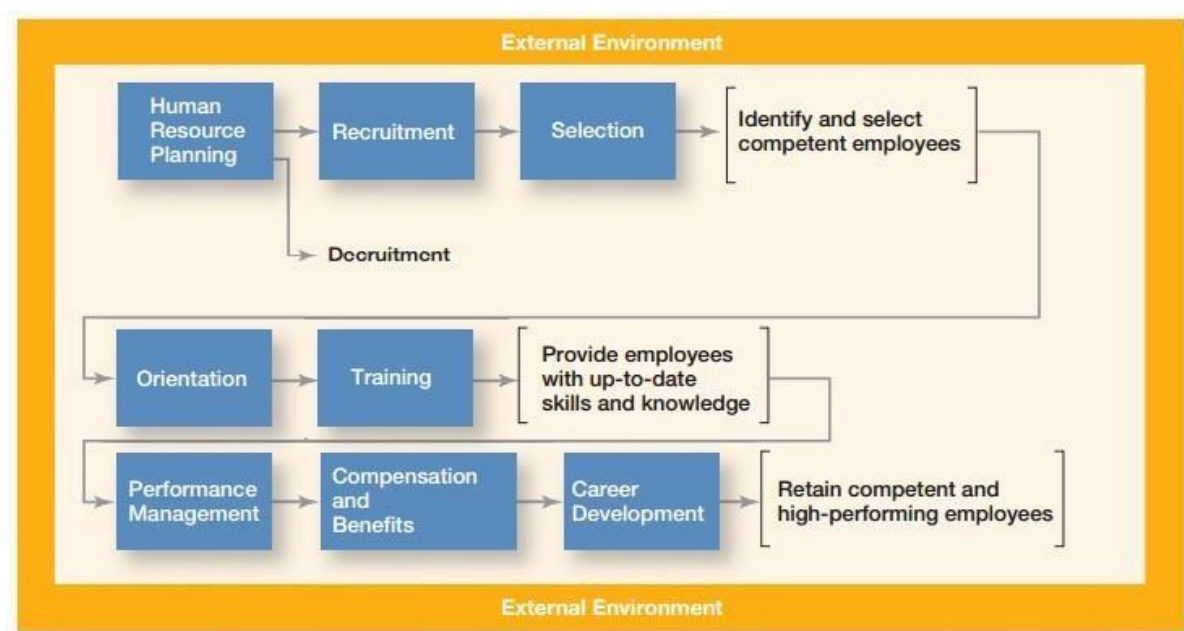 External Environment
Human
Resource
Planning
Recruitment
Selection
Identify and select
competent employees
Decruitment
Orientation
Training
Provide employees
with up-to-date
skills and knowledge
Performance
Management
Compensation
and
Benefits
Career
Development
Retain competent and
high-performing employees
External Environment